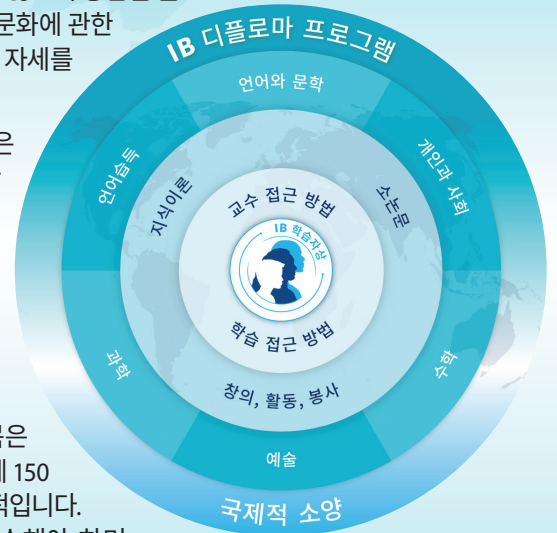 문화에 관한
자세를
은
IB 디플로마 프로그램
언어와 문학
언어습득
개인과 사회
지식이론
소논문
교수 접근 방법
IB 학습자상
학습 접근 방법
과학
수학
창의, 활동, 봉사
예술
국제적 소양
은
150
적입니다.